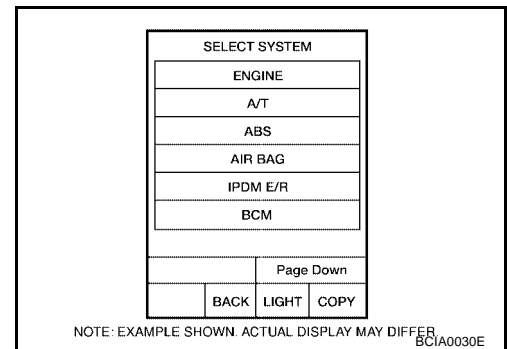 SELECT SYSTEM
ENGINE
A/T
ABS
AIR BAG
IPDM E/R
BCM
Page Down
BACK LIGHT COPY
NOTE: EXAMPLE SHOWN. ACTUAL DISPLAY MAY DIFFER.
BCIA0030E